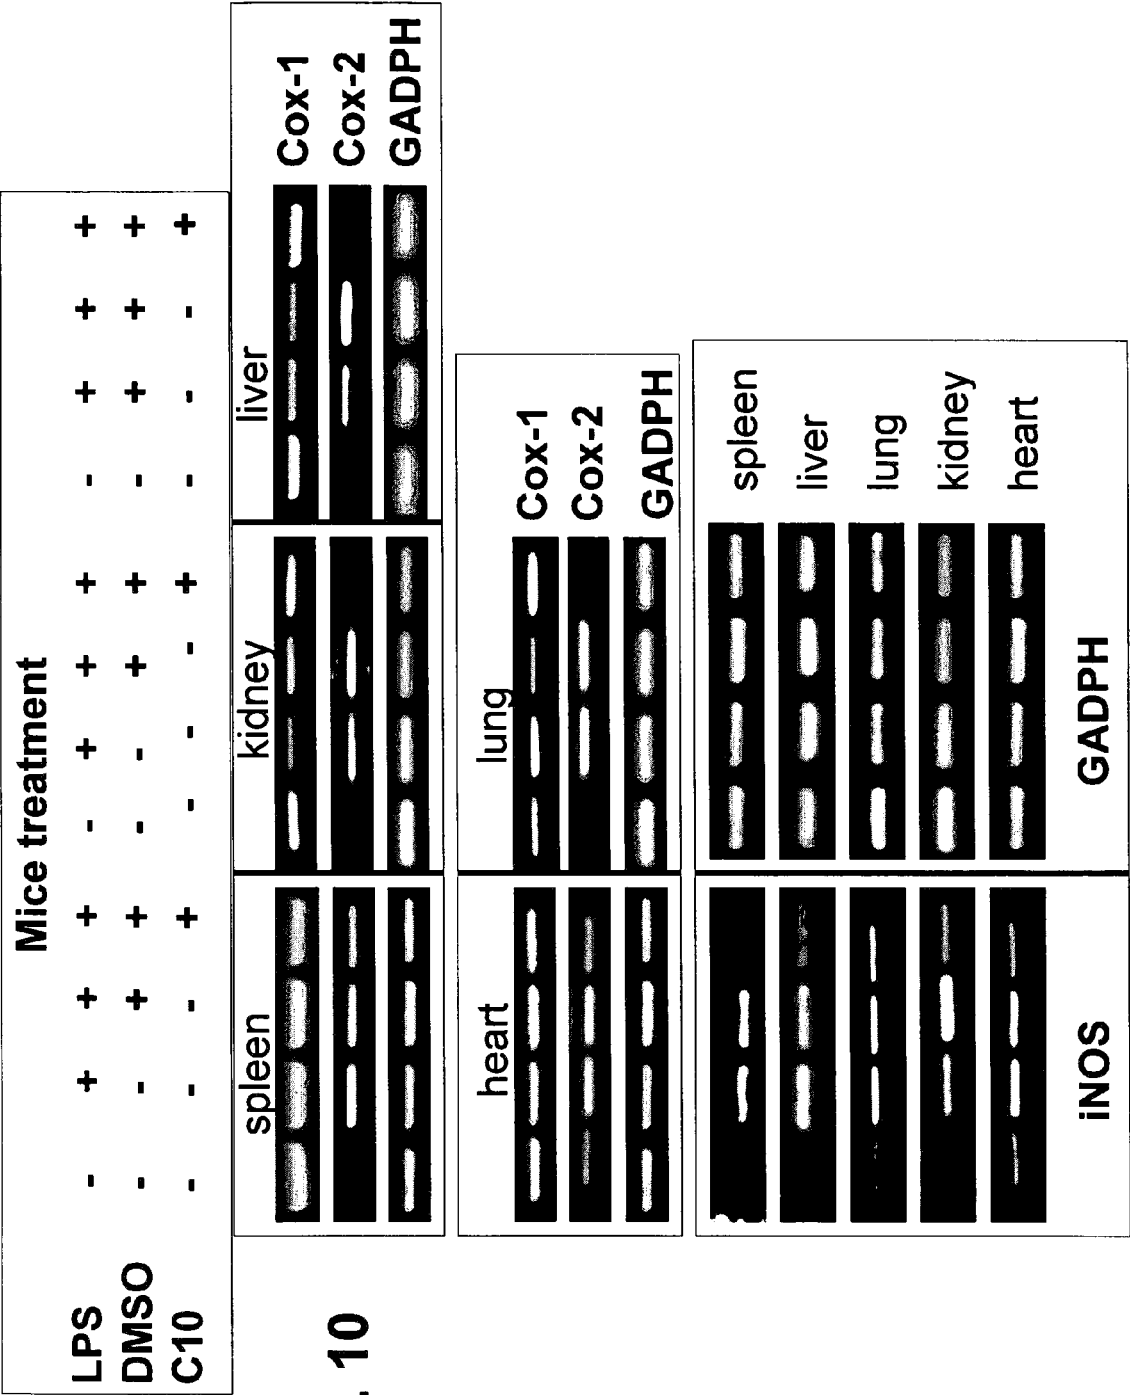 Mice treatment
LPS - + + + - + + + - + + +
DMSO - - + + - - + + - + + +
C10 - - - + - - - + - - - +
spleen kidney liver
Cox-1
Cox-2
GADPH
. 10
heart lung
Cox-1
Cox-2
GADPH
spleen
liver
lung
kidney
heart
iNOS GADPH